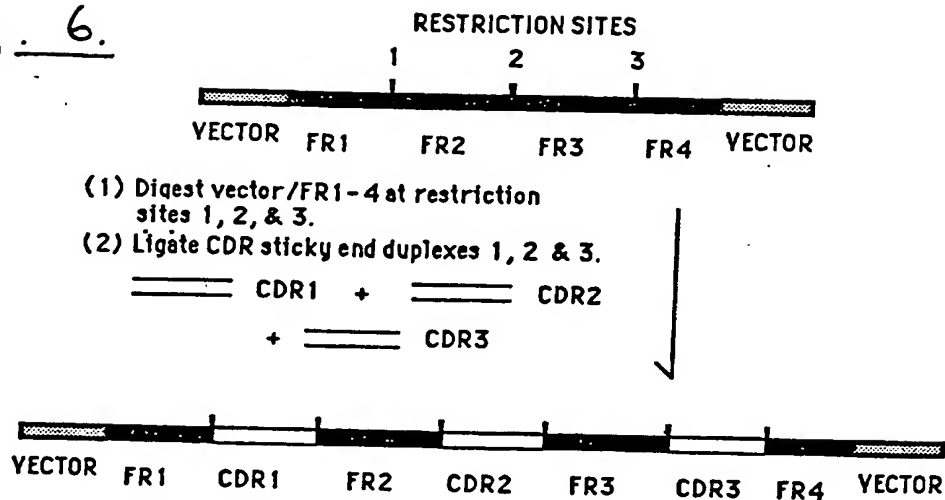 . 6.
RESTRICTION SITES
1 2 3
VECTOR FR1 FR2 FR3 FR4 VECTOR
(1) Digest vector/FR1-4 at restriction
sites 1, 2, & 3.
(2) Ligate CDR sticky end duplexes 1, 2 & 3.
CDR1 + CDR2
+ CDR3
VECTOR FR1 CDR1 FR2 CDR2 FR3 CDR3 FR4 VECTOR